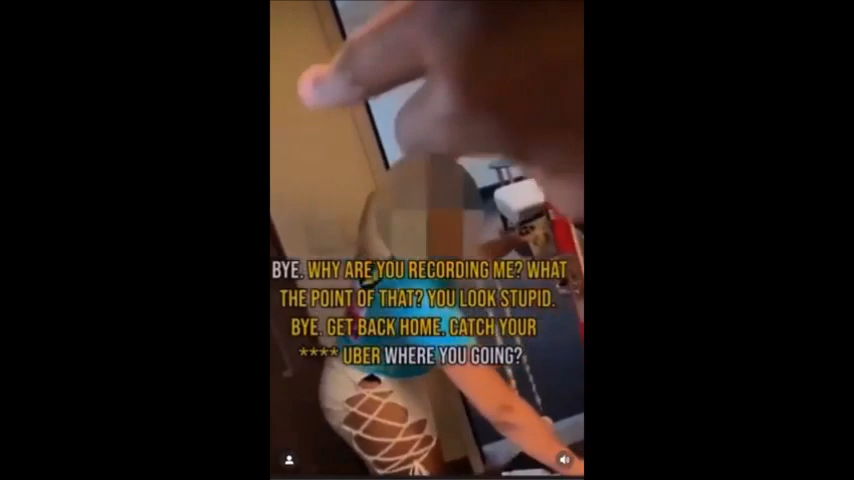 BYE. WHY ARE YOU RECORDING ME? WHAT
THE POINT OF THAT? YOU LOOK STUPID.
BYE. GET BACK HOME. CATCH YOUR
**** UBER WHERE YOU GOING?